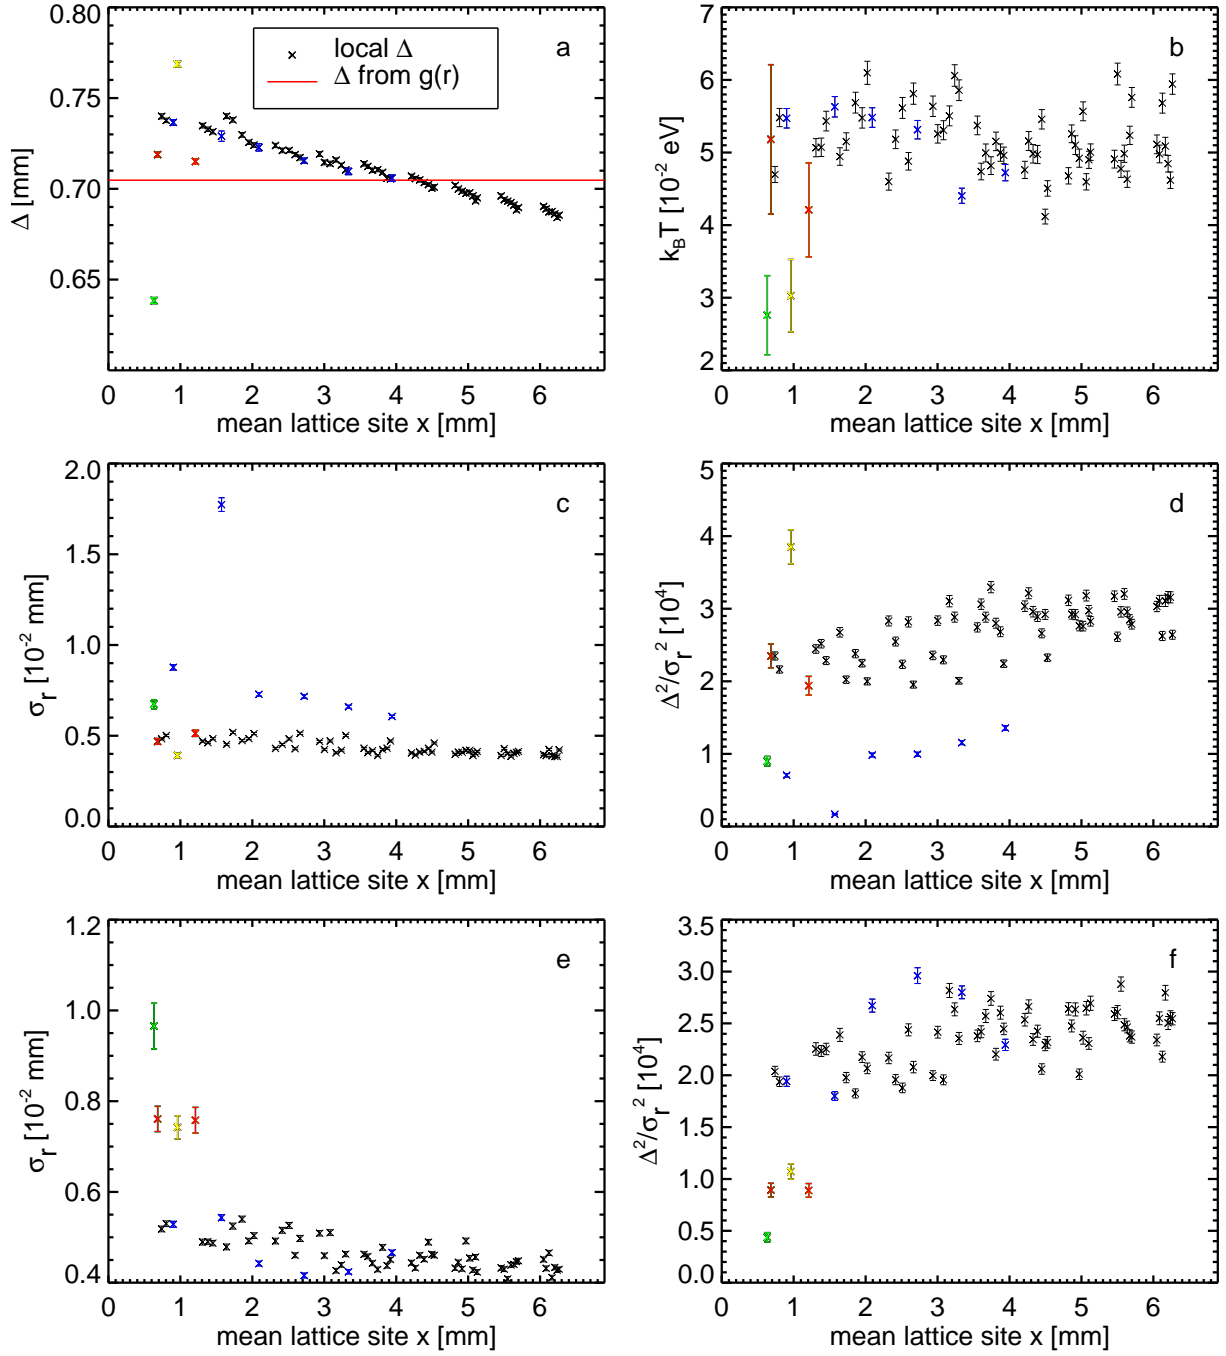 0.80
0.75
0.70
0.65
Δ [mm]
local Δ
Δ from g(r)
a
0 1 2 3 4 5 6
mean lattice site x [mm]
7
6
5
4
3
2
k_BT [10^-2 eV]
b
0 1 2 3 4 5 6
mean lattice site x [mm]
2.0
1.5
1.0
0.5
0.0
σ_r [10^-2 mm]
c
0 1 2 3 4 5 6
mean lattice site x [mm]
5
4
3
2
1
0
Δ^2/σ_r^2 [10^4]
d
0 1 2 3 4 5 6
mean lattice site x [mm]
1.2
1.0
0.8
0.6
0.4
σ_r [10^-2 mm]
e
0 1 2 3 4 5 6
mean lattice site x [mm]
3.5
3.0
2.5
2.0
1.5
1.0
0.5
0.0
Δ^2/σ_r^2 [10^4]
f
0 1 2 3 4 5 6
mean lattice site x [mm]